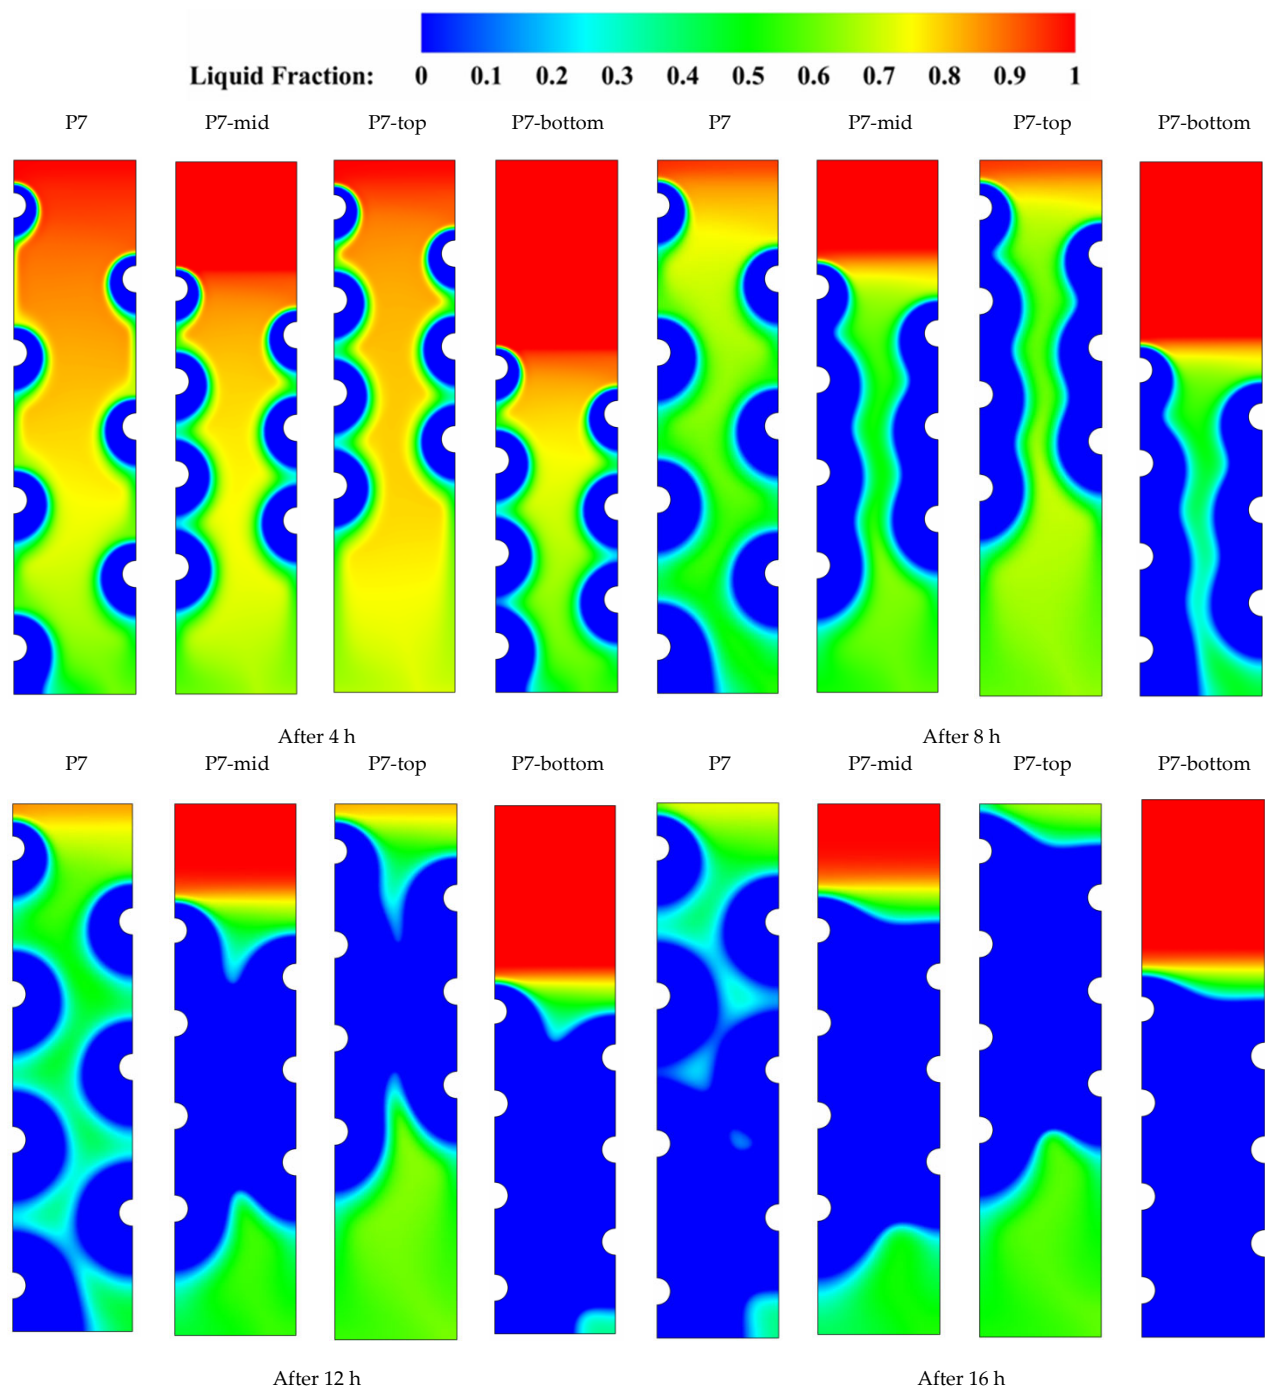 Liquid Fraction: 0 0.1 0.2 0.3 0.4 0.5 0.6 0.7 0.8 0.9 1
P7 P7-mid P7-top P7-bottom P7 P7-mid P7-top P7-bottom
After 4 h After 8 h
P7 P7-mid P7-top P7-bottom P7 P7-mid P7-top P7-bottom
After 12 h After 16 h